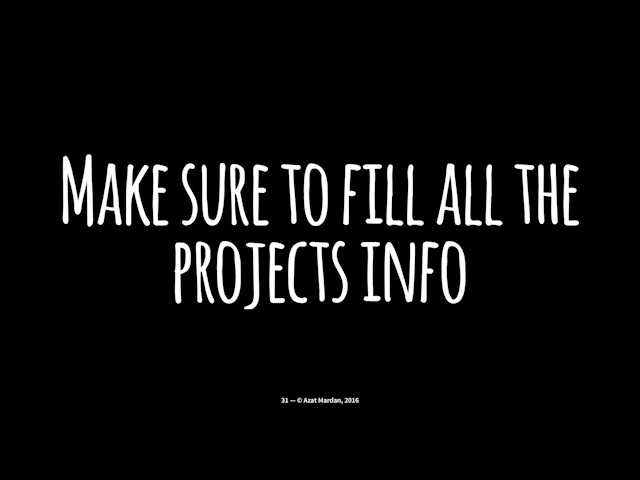 Make sure to fill all the
projects info
31 — © Azat Mardan, 2016